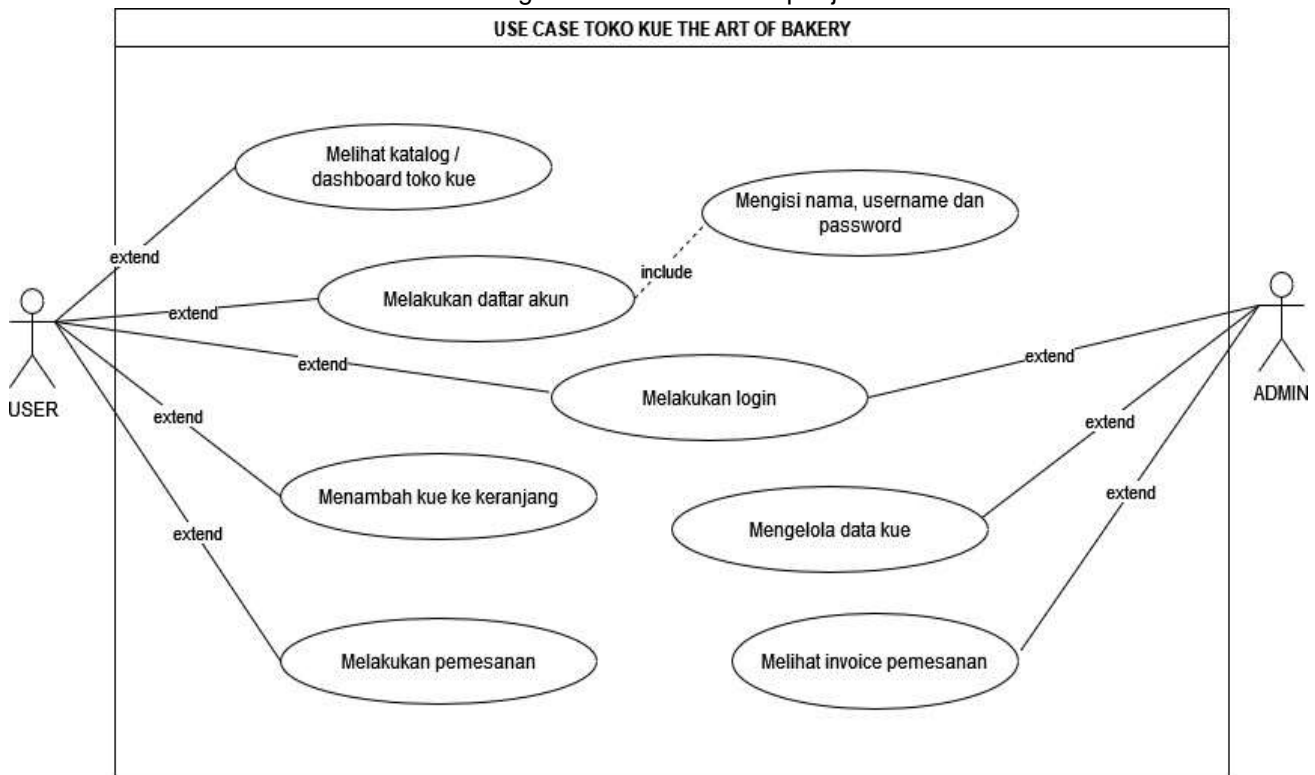 USE CASE TOKO KUE THE ART OF BAKERY
Melihat katalog /
dashboard toko kue
Mengisi nama, username dan
password
extend
include
Melakukan daftar akun
extend
extend
extend
Melakukan login
USER
ADMIN
extend
extend
Menambah kue ke keranjang
extend
extend
Mengelola data kue
Melakukan pemesanan
Melihat invoice pemesanan